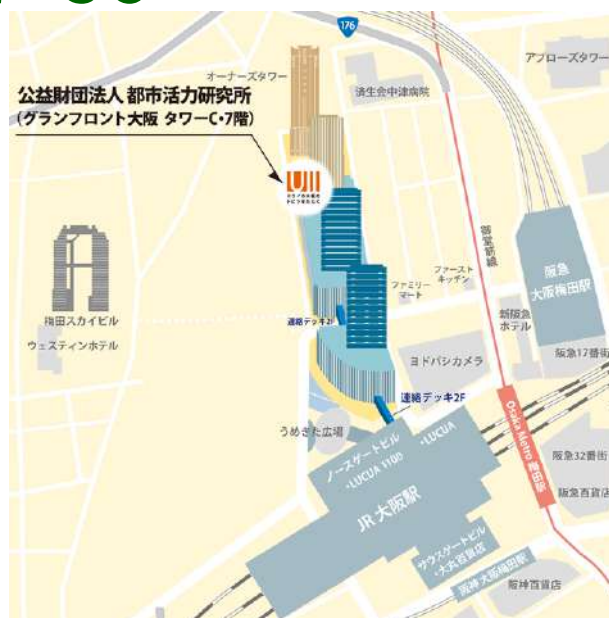 176
アプローズタワー
オーナーズタワー
済生会中津病院
公益財団法人 都市活力研究所
(グランフロント大阪 タワーC・7階)
御堂筋線
阪急
大阪梅田駅
ファースト
キッチン
ファミリー
マート
新阪急
ホテル
梅田スカイビル
連絡デッキ2F
ウェスティンホテル
ヨドバシカメラ
阪急17番街
連絡デッキ2F
うめきた広場
Osaka Metro 梅田駅
ノースゲートビル
・LUCUA 1100
・LUCUA
阪急32番街
JR 大阪駅
阪急百貨店
サウスゲートビル
・大丸百貨店
阪神 大阪梅田駅
阪神百貨店